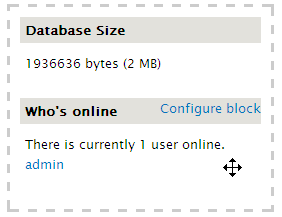 Database Size
1936636 bytes (2 MB)
Who's online Configure block
There is currently 1 user online.
admin